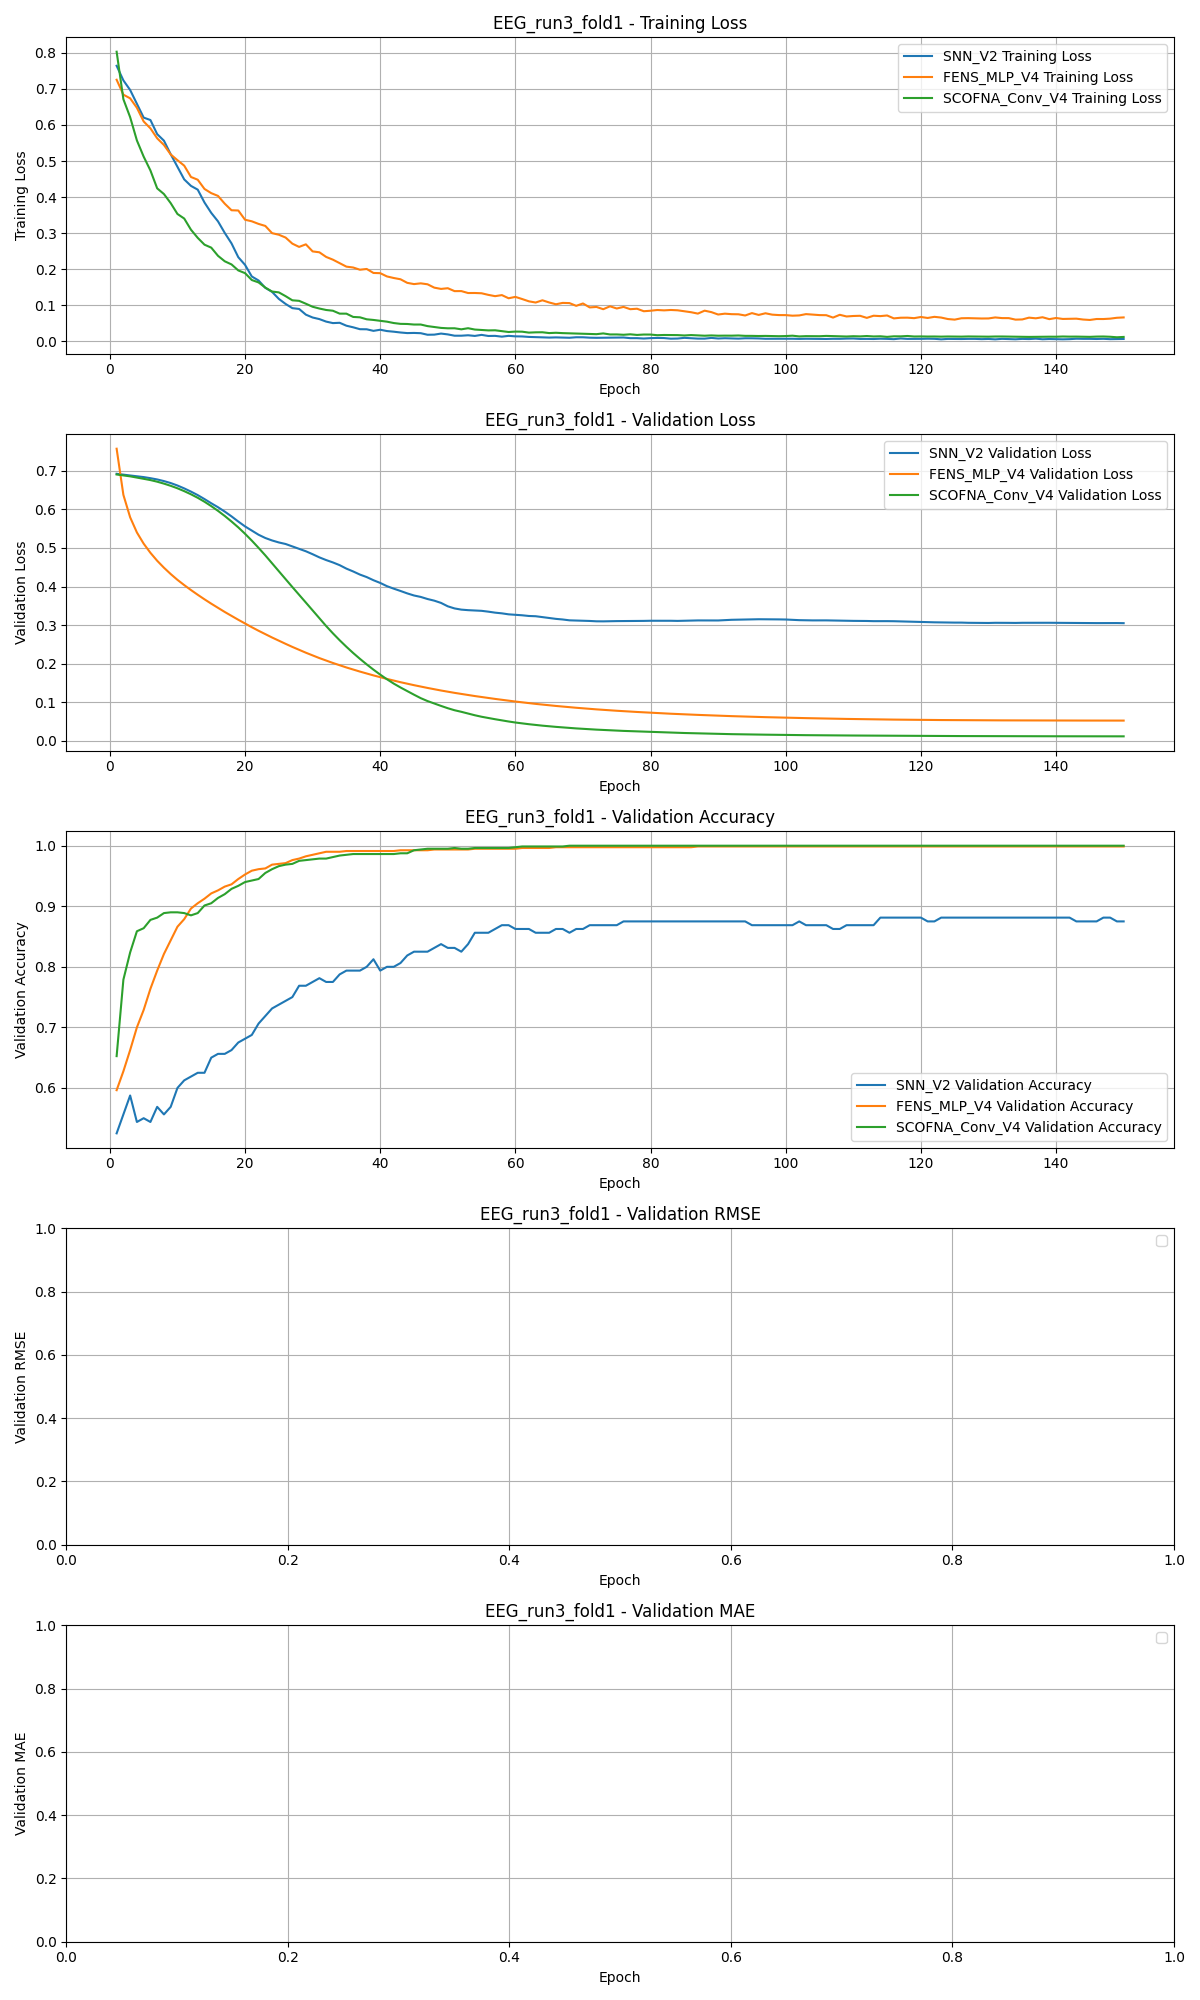 EEG_run3_fold1 - Training Loss
0.8
0.7
0.6
0.5
0.4
0.3
0.2
0.1
0.0
Training Loss
SNN_V2 Training Loss
FENS_MLP_V4 Training Loss
SCOFNA_Conv_V4 Training Loss
0 20 40 60 80 100 120 140
Epoch
EEG_run3_fold1 - Validation Loss
0.7
0.6
0.5
0.4
0.3
0.2
0.1
0.0
Validation Loss
SNN_V2 Validation Loss
FENS_MLP_V4 Validation Loss
SCOFNA_Conv_V4 Validation Loss
0 20 40 60 80 100 120 140
Epoch
EEG_run3_fold1 - Validation Accuracy
1.0
0.9
0.8
0.7
0.6
Validation Accuracy
SNN_V2 Validation Accuracy
FENS_MLP_V4 Validation Accuracy
SCOFNA_Conv_V4 Validation Accuracy
0 20 40 60 80 100 120 140
Epoch
EEG_run3_fold1 - Validation RMSE
1.0
0.8
0.6
0.4
0.2
0.0
Validation RMSE
0.0 0.2 0.4 0.6 0.8 1.0
Epoch
EEG_run3_fold1 - Validation MAE
1.0
0.8
0.6
0.4
0.2
0.0
Validation MAE
0.0 0.2 0.4 0.6 0.8 1.0
Epoch